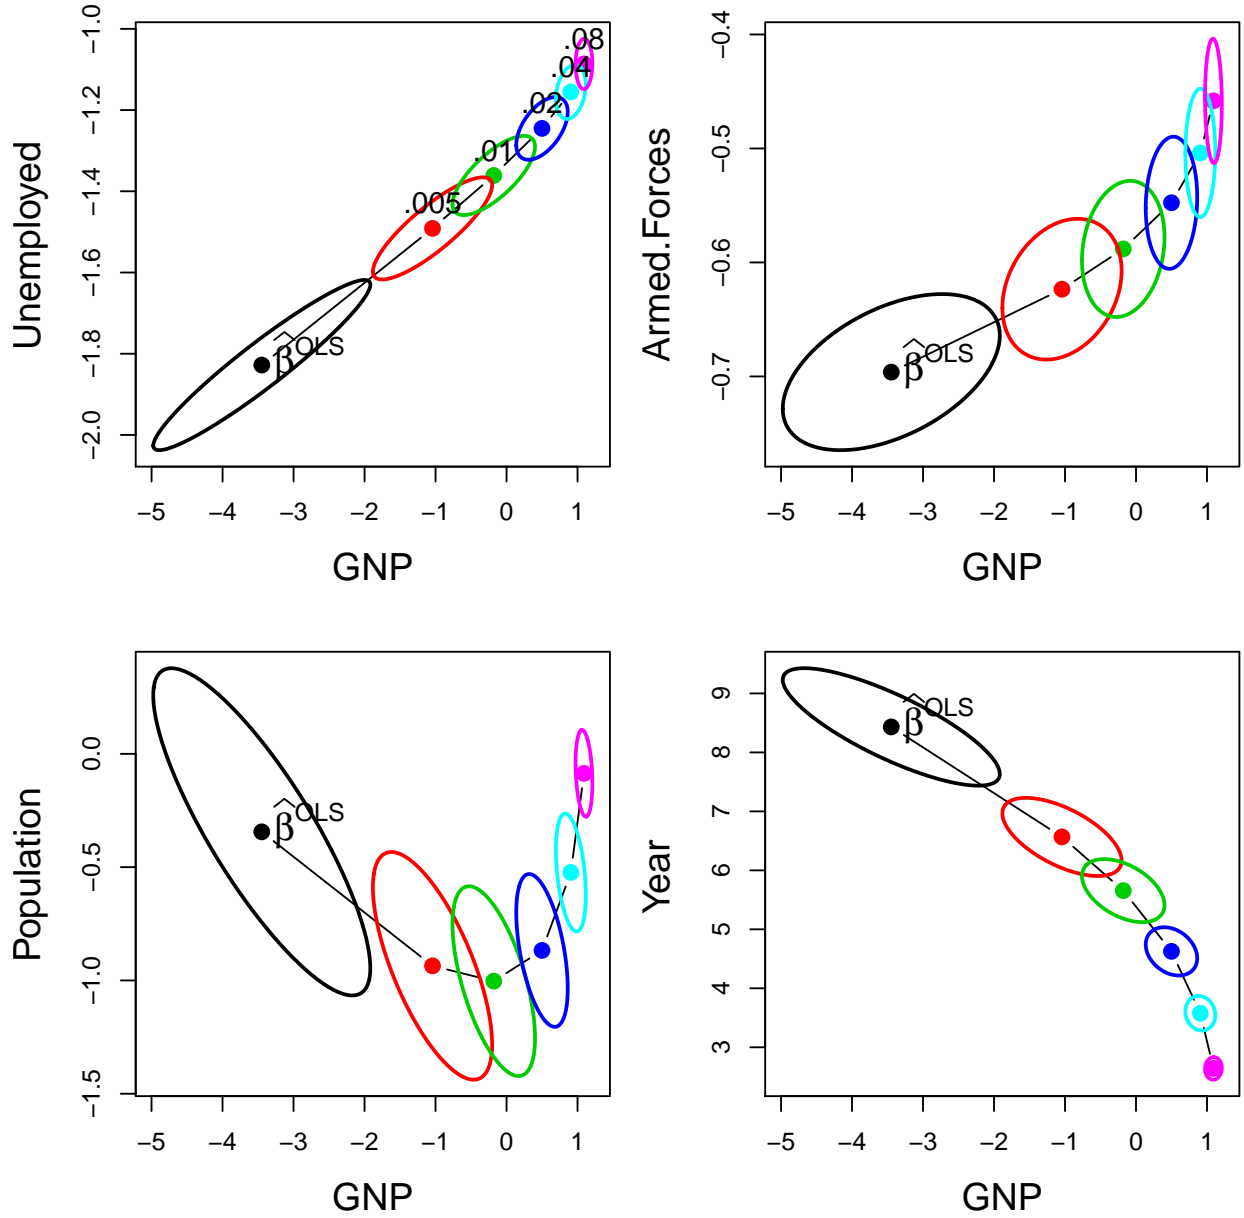 Unemployed
−1.0
−1.2
−1.4
−1.6
−1.8
−2.0
.08
.04
.02
.01
.005
β̂ OLS
−5 −4 −3 −2 −1 0 1
GNP
Armed.Forces
−0.4
−0.5
−0.6
−0.7
β̂ OLS
−5 −4 −3 −2 −1 0 1
GNP
Population
0.0
−0.5
−1.0
−1.5
β̂ OLS
−5 −4 −3 −2 −1 0 1
GNP
Year
9
8
7
6
5
4
3
β̂ OLS
−5 −4 −3 −2 −1 0 1
GNP